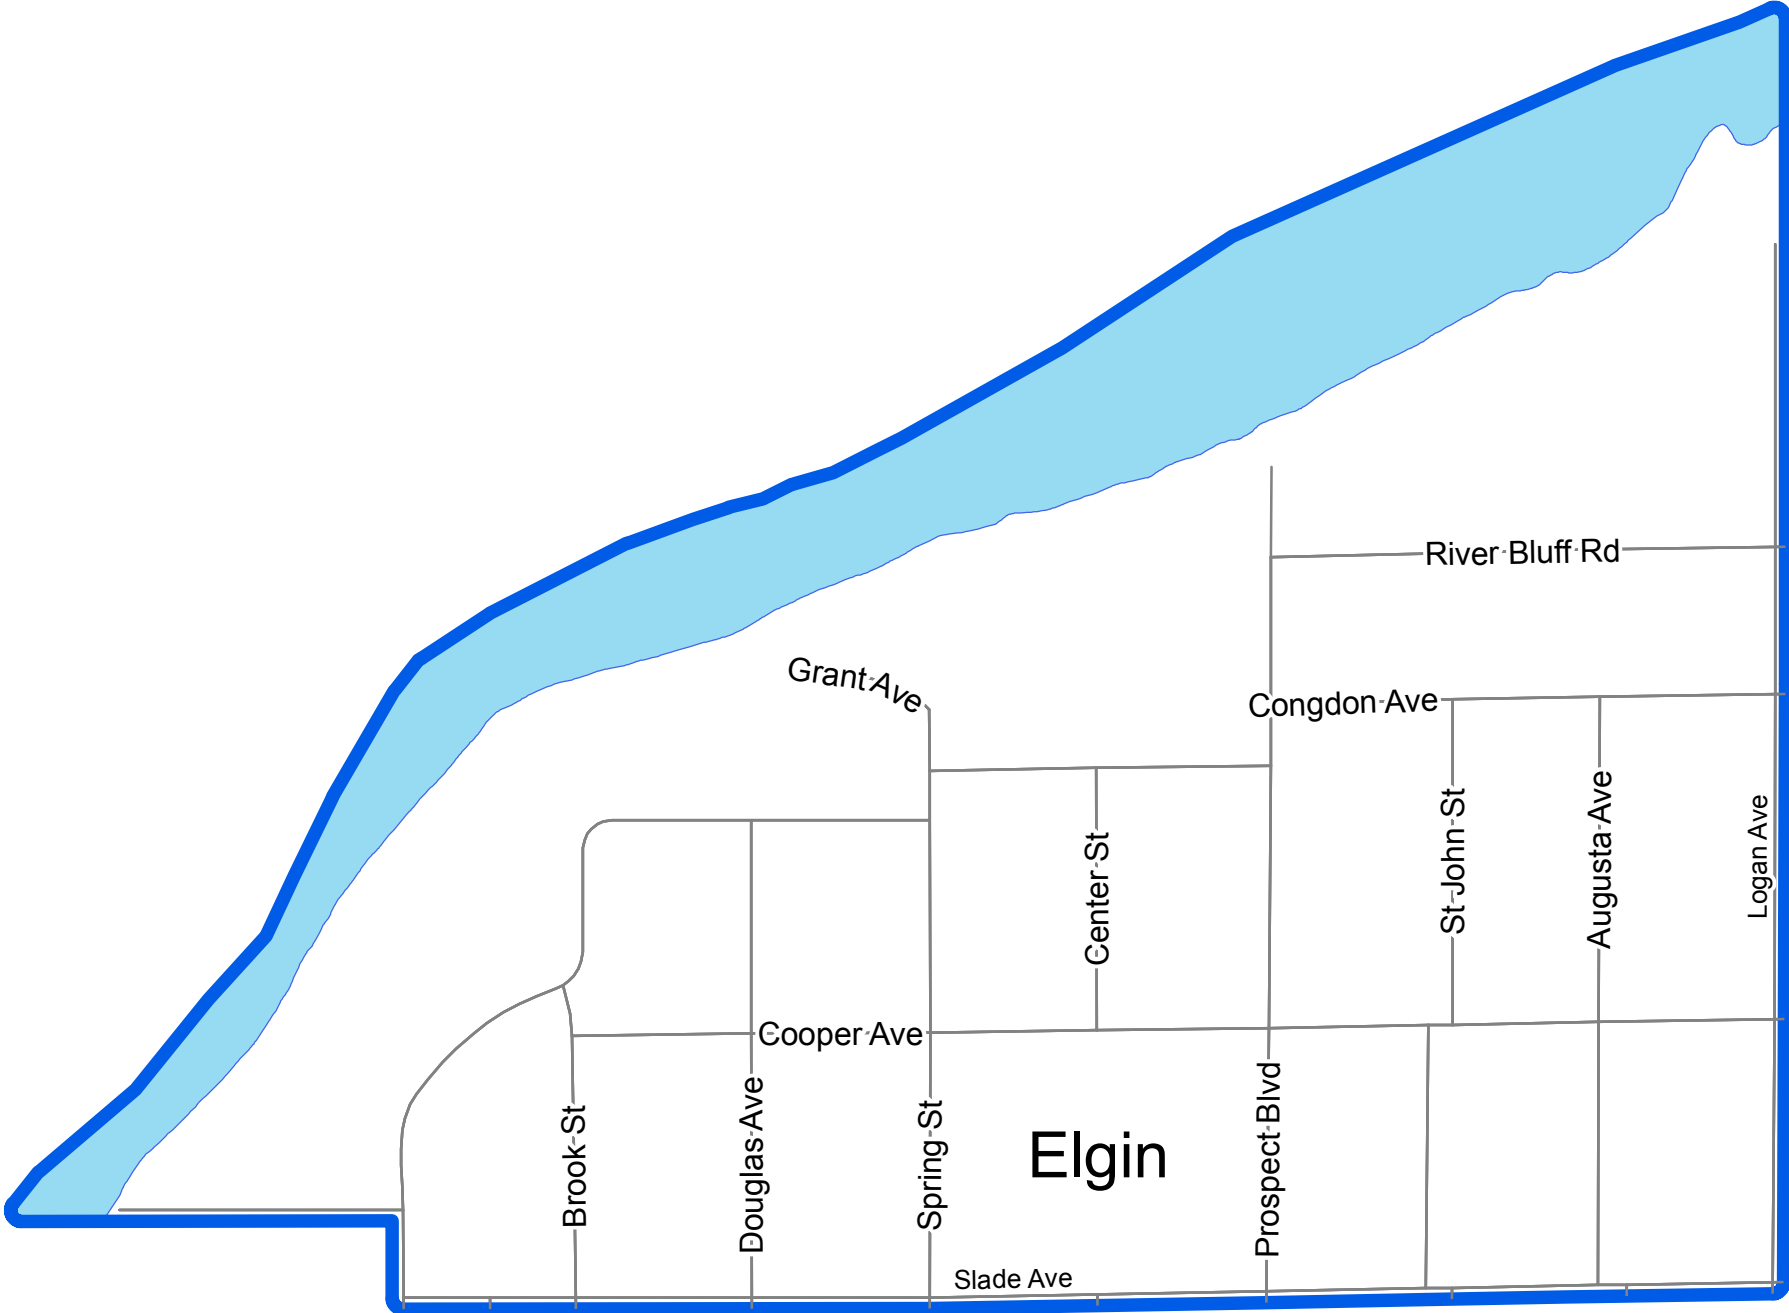 River Bluff Rd
Grant Ave
Congdon Ave
Center St
St John St
Augusta Ave
Logan Ave
Cooper Ave
Brook St
Douglas Ave
Spring St
Elgin
Prospect Blvd
Slade Ave